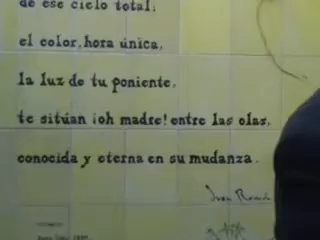 de ese cielo total;
el color, hora única,
la luz de tu poniente,
te sitúan ¡oh madre! entre las olas,
conocida y eterna en su mudanza.
Juan Ramón